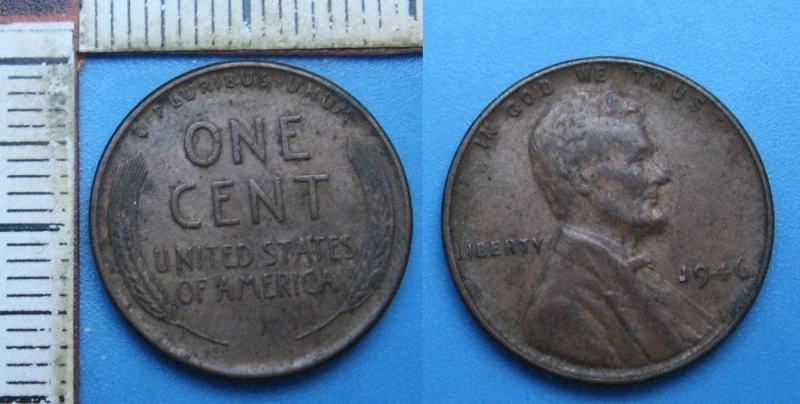 E PLURIBUS UNUM
ONE
CENT
UNITED STATES
OF AMERICA
IN GOD WE TRUST
LIBERTY
1946